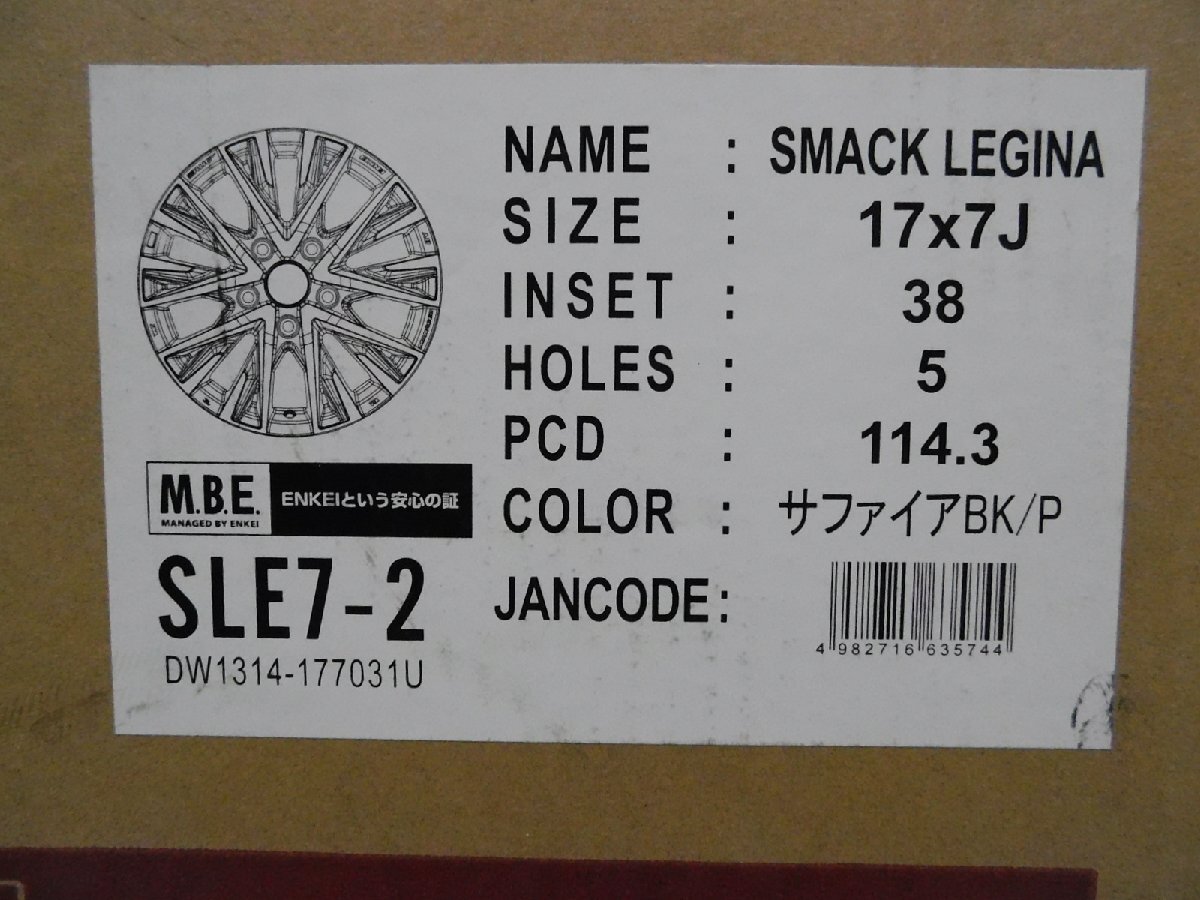 NAME : SMACK LEGINA
SIZE : 17x7J
INSET : 38
HOLES : 5
PCD : 114.3
COLOR : サファイアBK/P
JANCODE :
4 982716 635744
M.B.E.
MANAGED BY ENKEI
ENKEIという安心の証
SLE7-2
DW1314-177031U